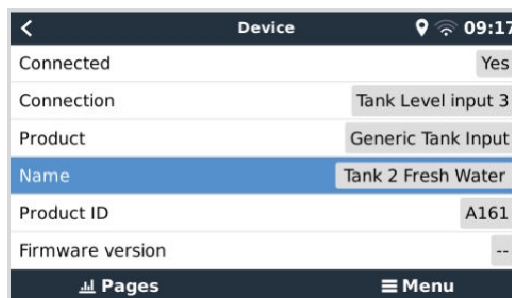 Device 09:17
Connected Yes
Connection Tank Level input 3
Product Generic Tank Input
Name Tank 2 Fresh Water
Product ID A161
Firmware version --
Pages Menu